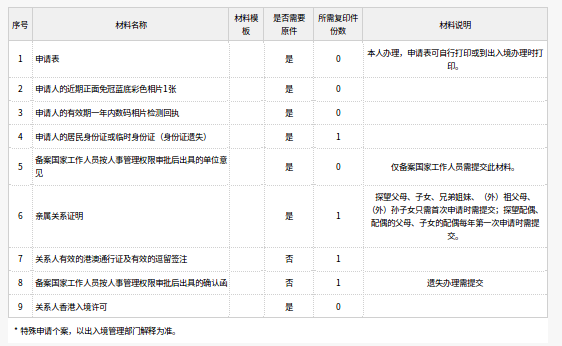 序号 材料名称 材料模板 是否需要原件 所需复印件份数 材料说明
1 申请表 是 0 本人办理，申请表可自行打印或到出入境办理时打印。
2 申请人的近期正面免冠蓝底彩色相片1张 是 0
3 申请人的有效期一年内数码相片检测回执 是 0
4 申请人的居民身份证或临时身份证（身份证遗失） 是 1
5 备案国家工作人员按人事管理权限审批后出具的单位意见 是 0 仅备案国家工作人员需提交此材料。
6 亲属关系证明 是 1 探望父母、子女、兄弟姐妹、（外）祖父母、（外）孙子女只需首次申请时需提交；探望配偶、配偶的父母、子女的配偶每年第一次申请时需提交。
7 关系人有效的港澳通行证及有效的逗留签注 否 1
8 备案国家工作人员按人事管理权限审批后出具的确认函 否 1 遗失办理需提交
9 关系人香港入境许可 是 0
* 特殊申请个案，以出入境管理部门解释为准。